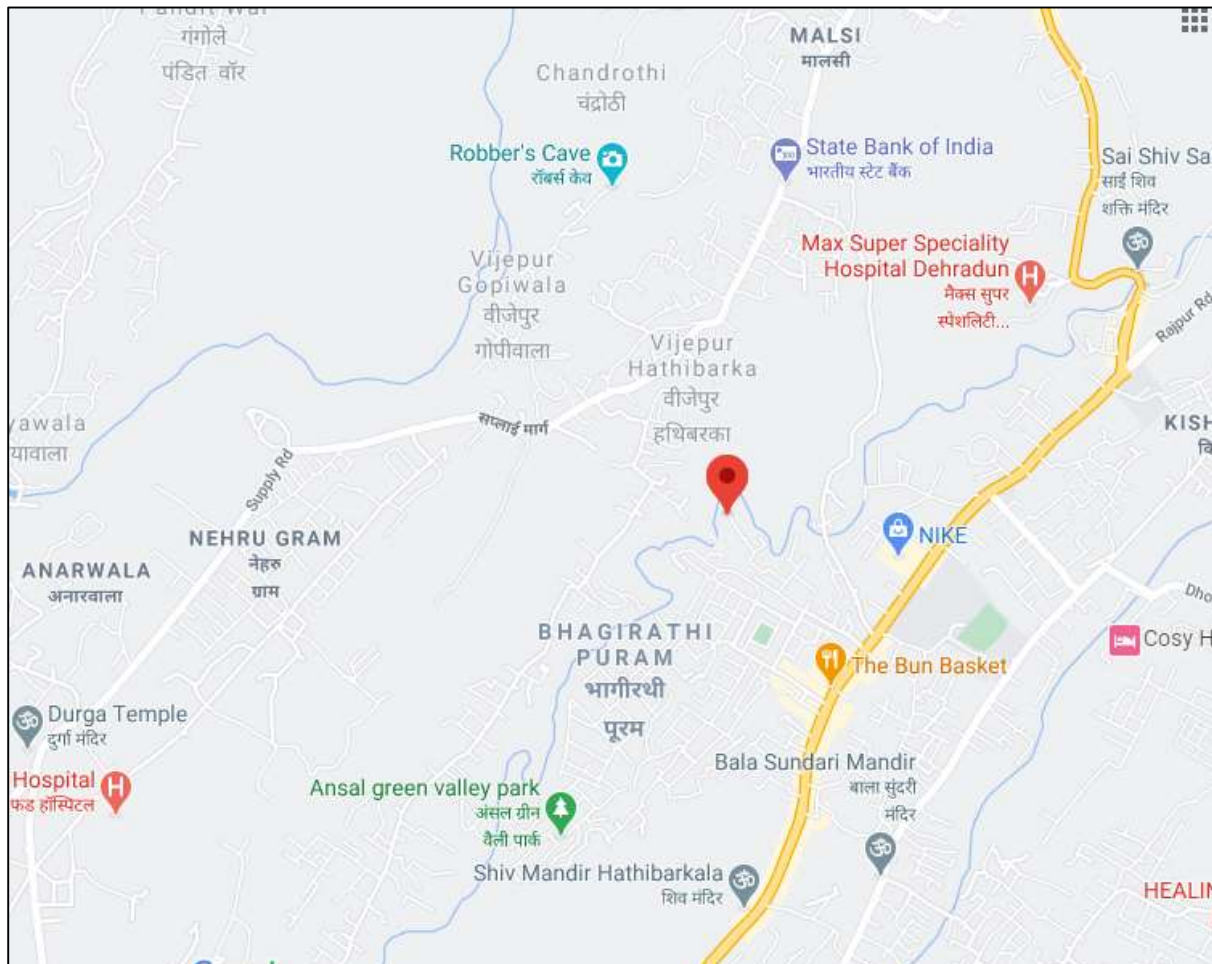 गंगोले
पंडित वॉर
MALSI
मालसी
Chandrothi
चंद्रोठी
Robber's Cave
रॉबर्स केव
State Bank of India
भारतीय स्टेट बैंक
Sai Shiv Sa
साईं शिव
शक्ति मंदिर
Max Super Speciality
Hospital Dehradun
मैक्स सुपर
स्पेशलिटी...
Vijepur
Gopiwala
वीजेपुर
गोपीवाला
Rajpur Rd
Vijepur
Hathibarka
वीजेपुर
हथिबरका
yawala
यावाला
सप्लाई मार्ग
KISH
कि
Supply Rd
NEHRU GRAM
नेहरु
ग्राम
NIKE
ANARWALA
अनारवाला
Dho
BHAGIRATHI
PURAM
भागीरथी
पूरम
Cosy H
The Bun Basket
Durga Temple
दुर्गा मंदिर
Hospital
फड हॉस्पिटल
Bala Sundari Mandir
बाला सुंदरी
मंदिर
Ansal green valley park
अंसल ग्रीन
वैली पार्क
Shiv Mandir Hathibarkala
शिव मंदिर
HEALIN